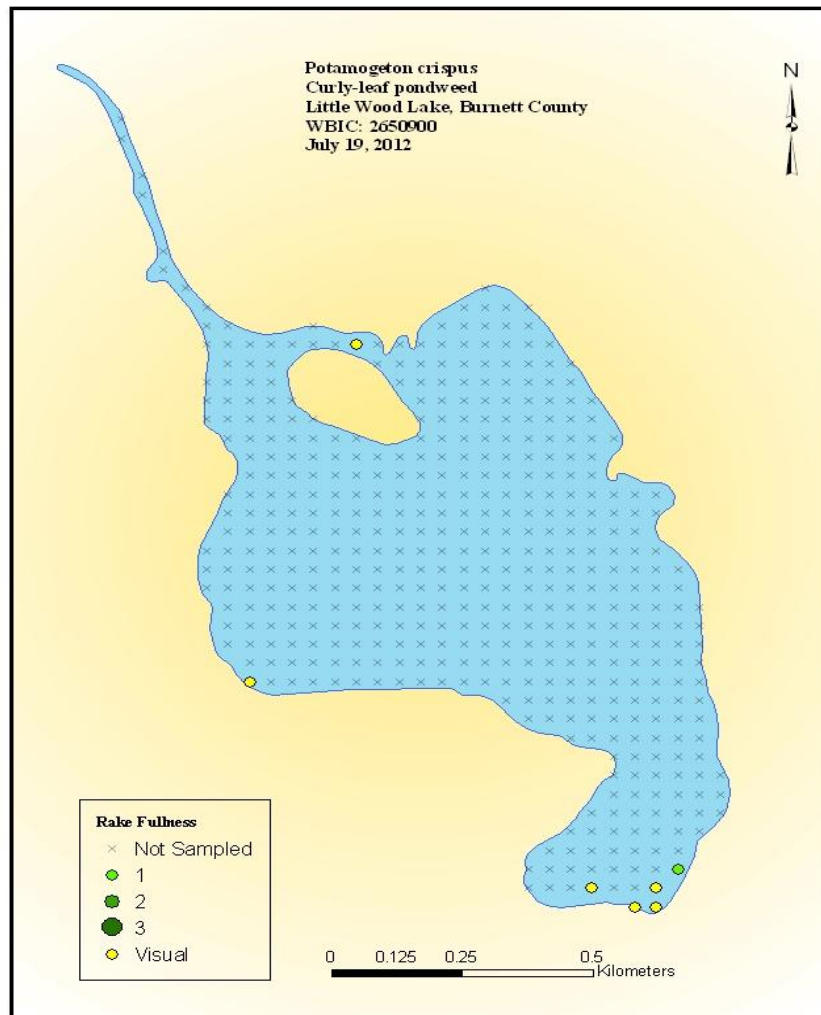 Potamogeton crispus
Curly-leaf pondweed
Little Wood Lake, Burnett County
WBIC: 2650900
July 19, 2012
N
Rake Fullness
Not Sampled
1
2
3
Visual
0 0.125 0.25 0.5
Kilometers